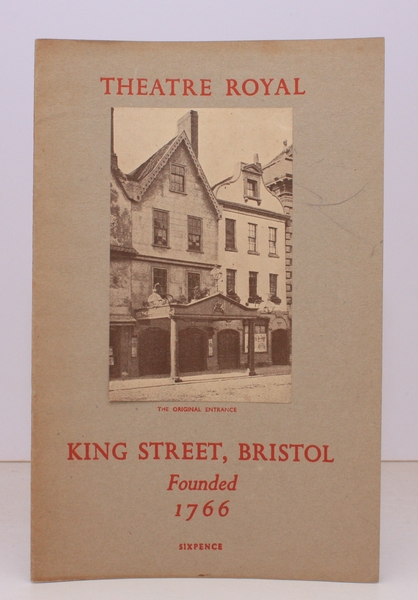 THEATRE ROYAL
THE ORIGINAL ENTRANCE
KING STREET, BRISTOL
Founded
1766
SIXPENCE